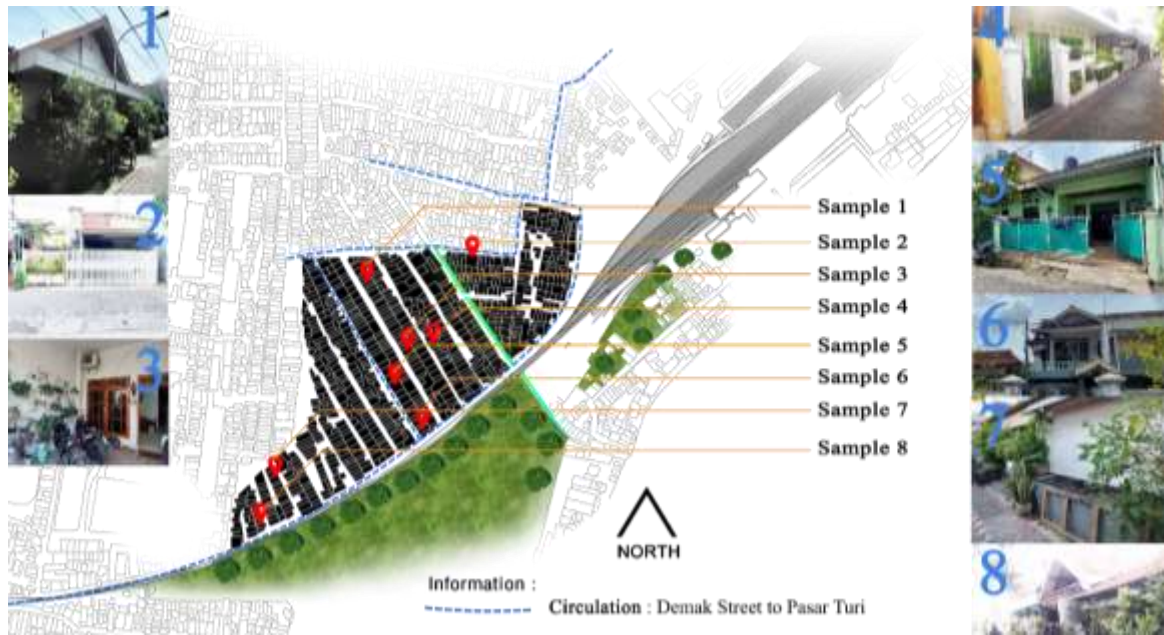 1
2
3
4
5
6
7
8
Sample 1
Sample 2
Sample 3
Sample 4
Sample 5
Sample 6
Sample 7
Sample 8
NORTH
Information :
Circulation : Demak Street to Pasar Turi